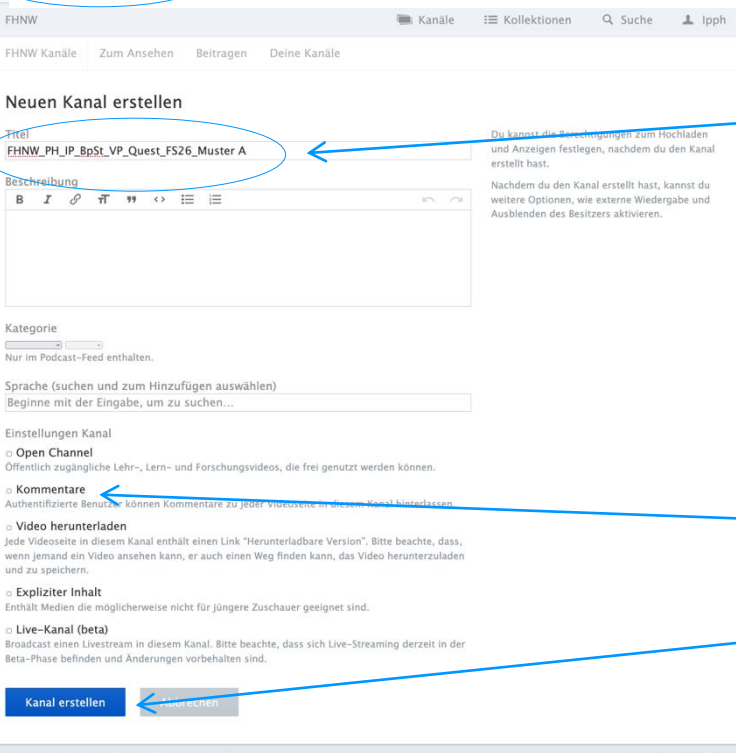 FHNW
Kanäle
Kollektionen
Suche
lpph
FHNW Kanäle
Zum Ansehen
Beitragen
Deine Kanäle
Neuen Kanal erstellen
Titel
FHNW_PH_IP_BpSt_VP_Quest_FS26_Muster A
Du kannst die Berechtigungen zum Hochladen
und Anzeigen festlegen, nachdem du den Kanal
erstellt hast.
Nachdem du den Kanal erstellt hast, kannst du
weitere Optionen, wie externe Wiedergabe und
Ausblenden des Besitzers aktivieren.
Beschreibung
Kategorie
Nur im Podcast-Feed enthalten.
Sprache (suchen und zum Hinzufügen auswählen)
Beginne mit der Eingabe, um zu suchen...
Einstellungen Kanal
Open Channel
Öffentlich zugängliche Lehr-, Lern- und Forschungsvideos, die frei genutzt werden können.
Kommentare
Authentifizierte Benutzer können Kommentare zu jeder Videoseite in diesem Kanal hinterlassen.
Video herunterladen
Jede Videoseite in diesem Kanal enthält einen Link "Herunterladbare Version". Bitte beachte, dass,
wenn jemand ein Video ansehen kann, er auch einen Weg finden kann, das Video herunterzuladen
und zu speichern.
Expliziter Inhalt
Enthält Medien die möglicherweise nicht für jüngere Zuschauer geeignet sind.
Live-Kanal (beta)
Broadcast einen Livestream in diesem Kanal. Bitte beachte, dass sich Live-Streaming derzeit in der
Beta-Phase befinden und Änderungen vorbehalten sind.
Kanal erstellen
Abbrechen